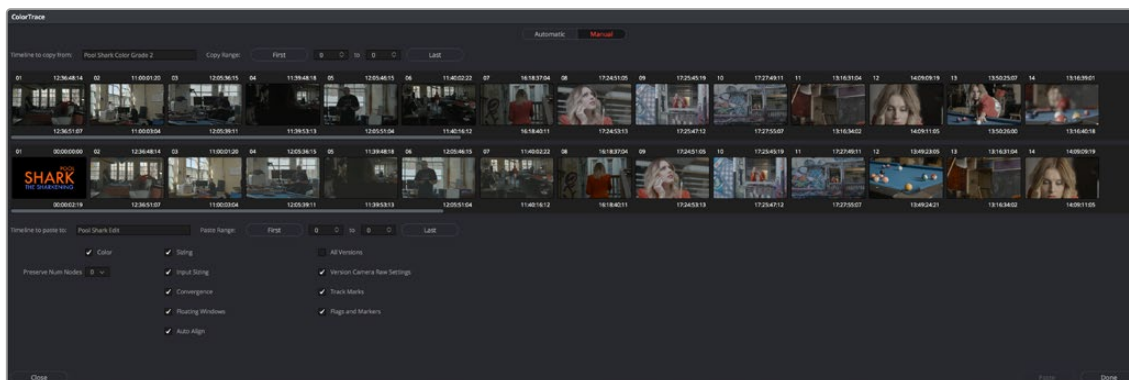 ColorTrace
Automatic Manual
Timeline to copy from: Pool Shark Color Grade 2 Copy Range: First 0 to 0 Last
01 12:36:48:14 02 11:00:01:20 03 12:05:36:15 04 11:39:48:18 05 12:05:46:15 06 11:40:02:22 07 16:18:37:04 08 17:24:51:05 09 17:25:45:19 10 17:27:49:11 11 13:16:31:04 12 14:09:09:19 13 13:50:25:07 14 13:16:39:01
12:36:51:07 11:00:03:04 12:05:39:11 11:39:53:13 12:05:51:04 11:40:16:12 16:18:40:11 17:24:53:13 17:25:47:12 17:27:55:07 13:16:34:02 14:09:11:05 13:50:26:00 13:16:40:18
01 00:00:00:00 02 12:36:48:14 03 11:00:01:20 04 12:05:36:15 05 11:39:48:18 06 12:05:46:15 07 11:40:02:22 08 16:18:37:04 09 17:24:51:05 10 17:25:45:19 11 17:27:49:11 12 13:49:23:05 13 13:16:31:04 14 14:09:09:19
POOL
SHARK
THE SHARKENING
00:00:02:19 12:36:51:07 11:00:03:04 12:05:39:11 11:39:53:13 12:05:51:04 11:40:16:12 16:18:40:11 17:24:53:13 17:25:47:12 17:27:55:07 13:49:24:21 13:16:34:02 14:09:11:05
Timeline to paste to: Pool Shark Edit Paste Range: First 0 to 0 Last
Color Sizing All Versions
Preserve Num Nodes 0 Input Sizing Version Camera Raw Settings
Convergence Track Marks
Floating Windows Flags and Markers
Auto Align
Close Paste Done